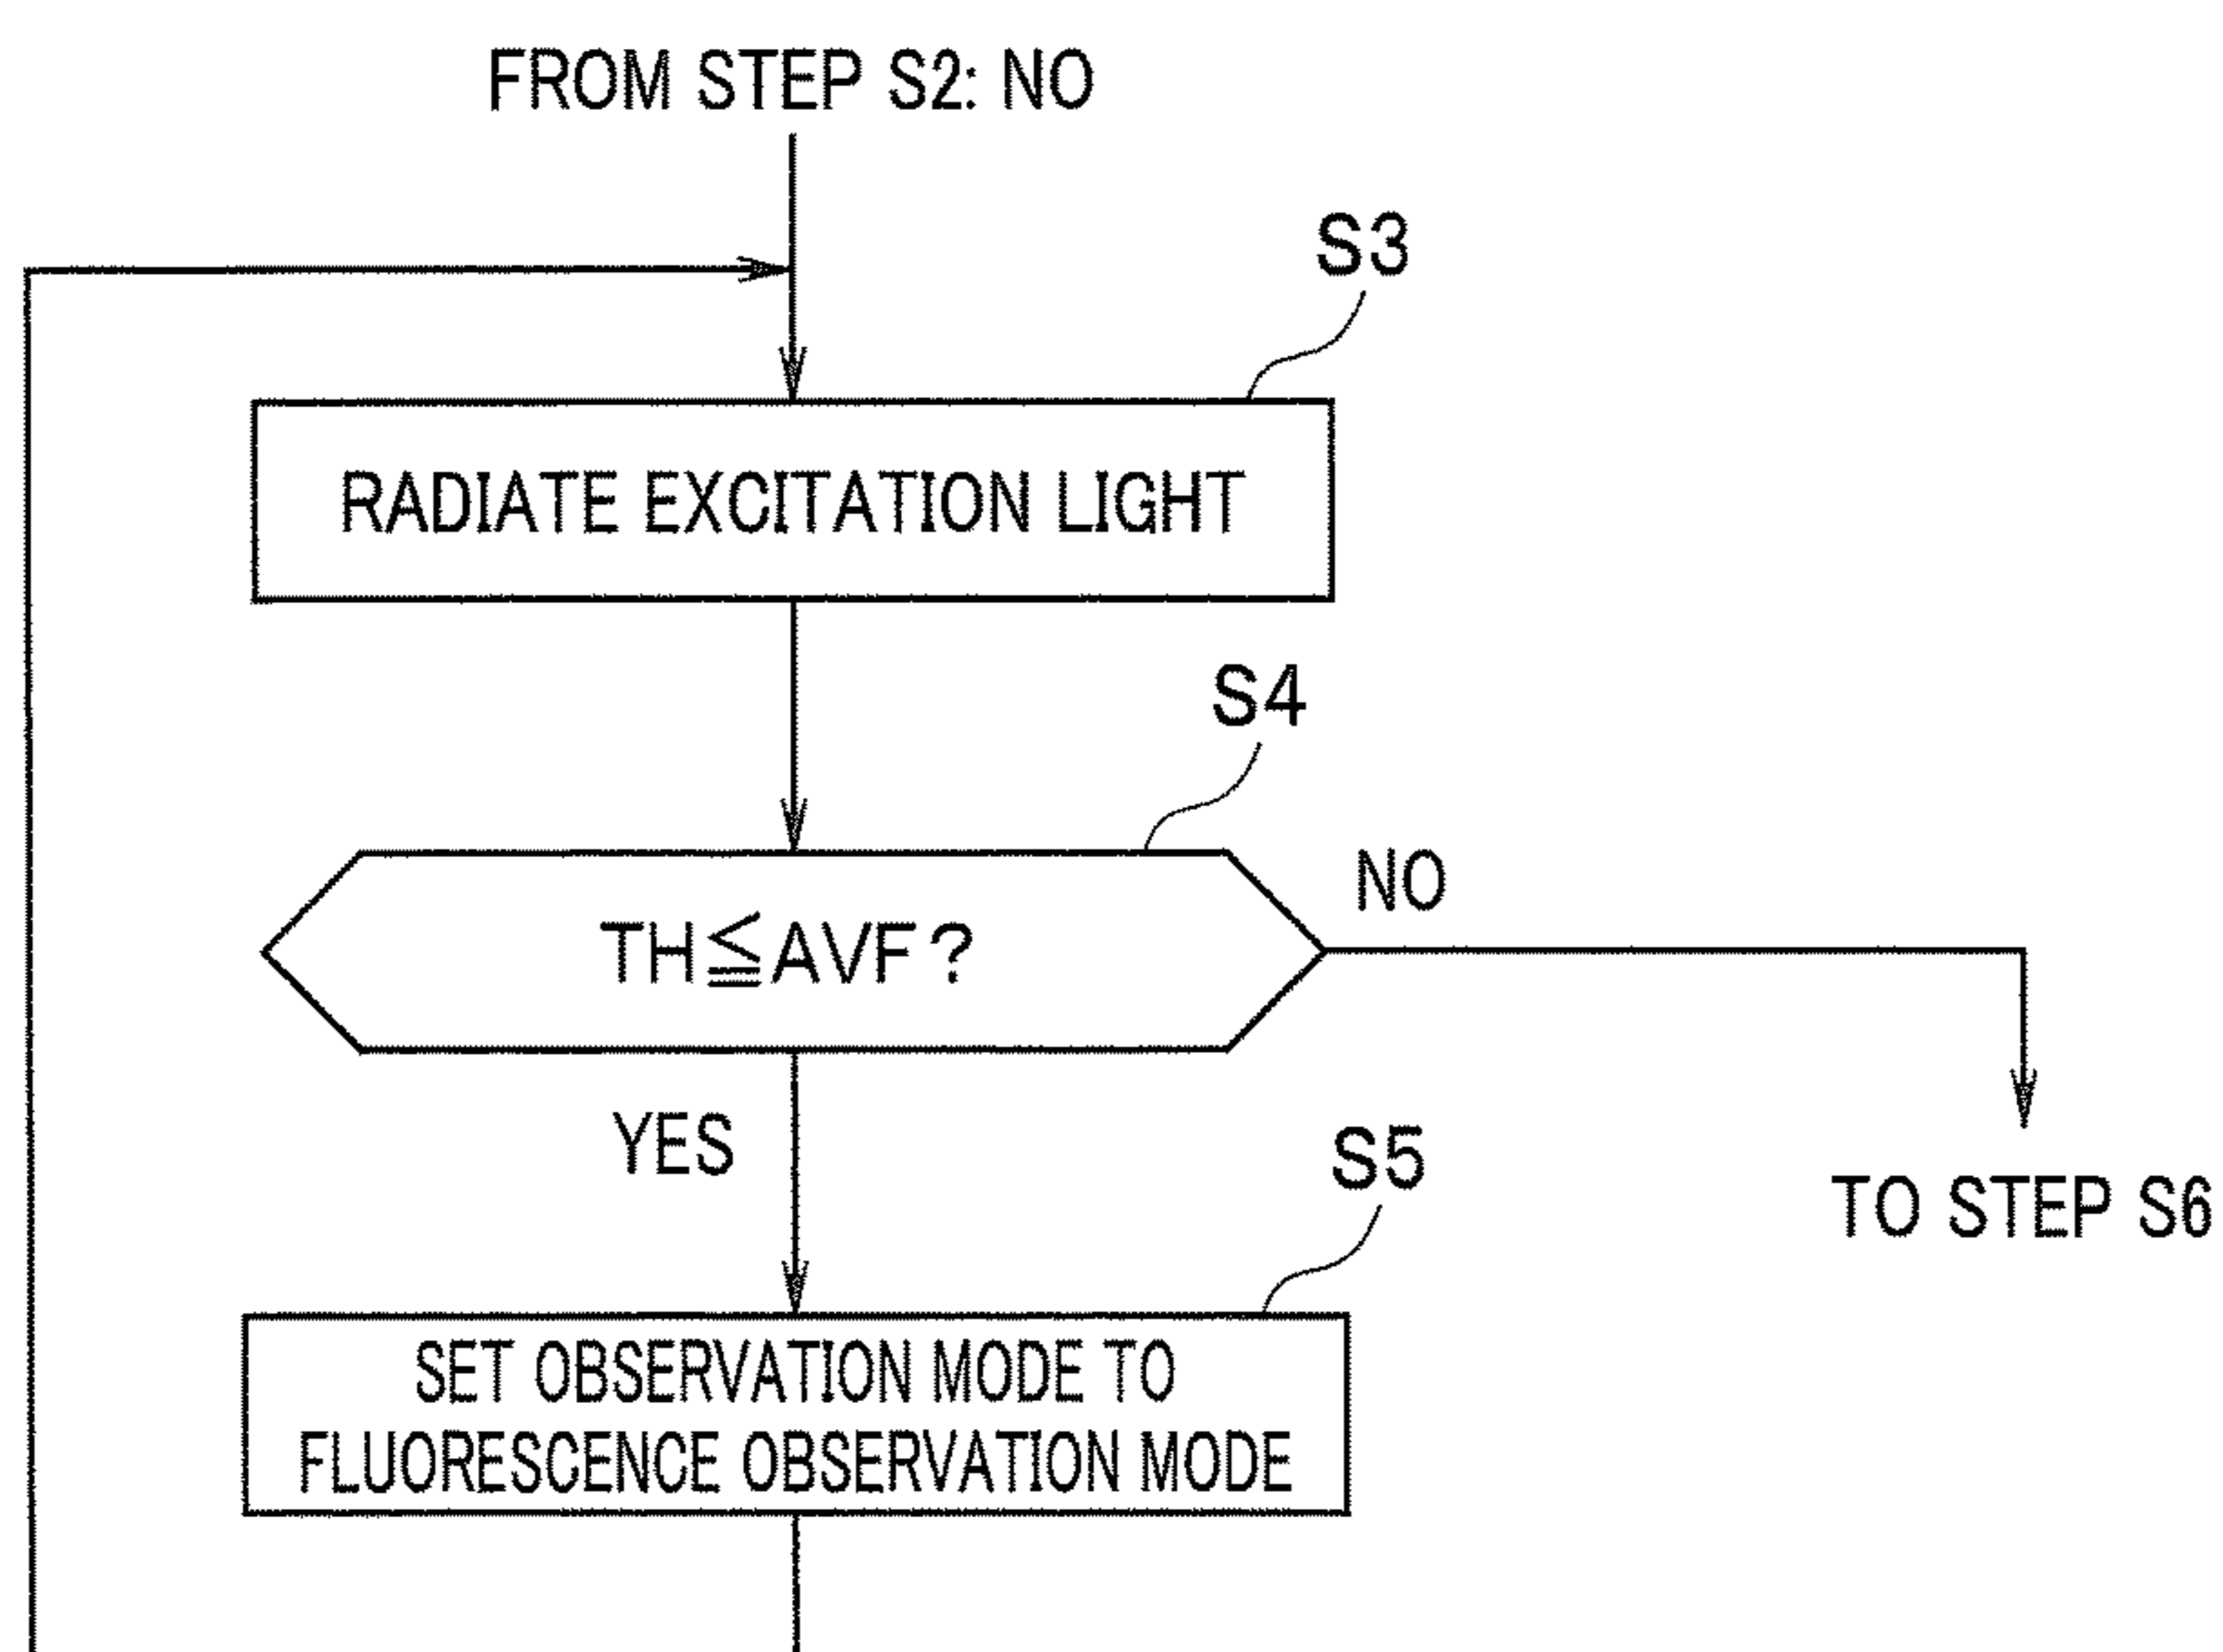 FROM STEP S2: NO
S3
RADIATE EXCITATION LIGHT
S4
NO
TH≦AVF?
YES
S5
TO STEP S6
SET OBSERVATION MODE TO
FLUORESCENCE OBSERVATION MODE